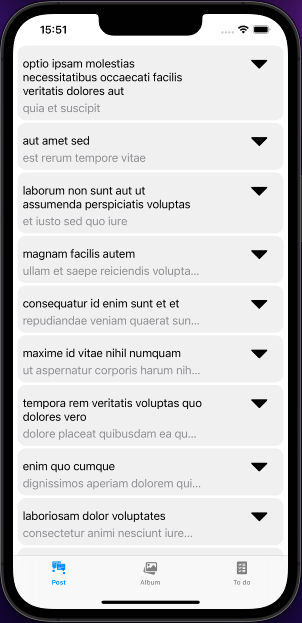 15:51
optio ipsam molestias
necessitatibus occaecati facilis
veritatis dolores aut
quia et suscipit
aut amet sed
est rerum tempore vitae
laborum non sunt aut ut
assumenda perspiciatis voluptas
et iusto sed quo iure
magnam facilis autem
ullam et saepe reiciendis volupta...
consequatur id enim sunt et et
repudiandae veniam quaerat sun...
maxime id vitae nihil numquam
ut aspernatur corporis harum nih...
tempora rem veritatis voluptas quo
dolores vero
dolore placeat quibusdam ea qu...
enim quo cumque
dignissimos aperiam dolorem qui...
laboriosam dolor voluptates
consectetur animi nesciunt iure...
Post
Album
To do